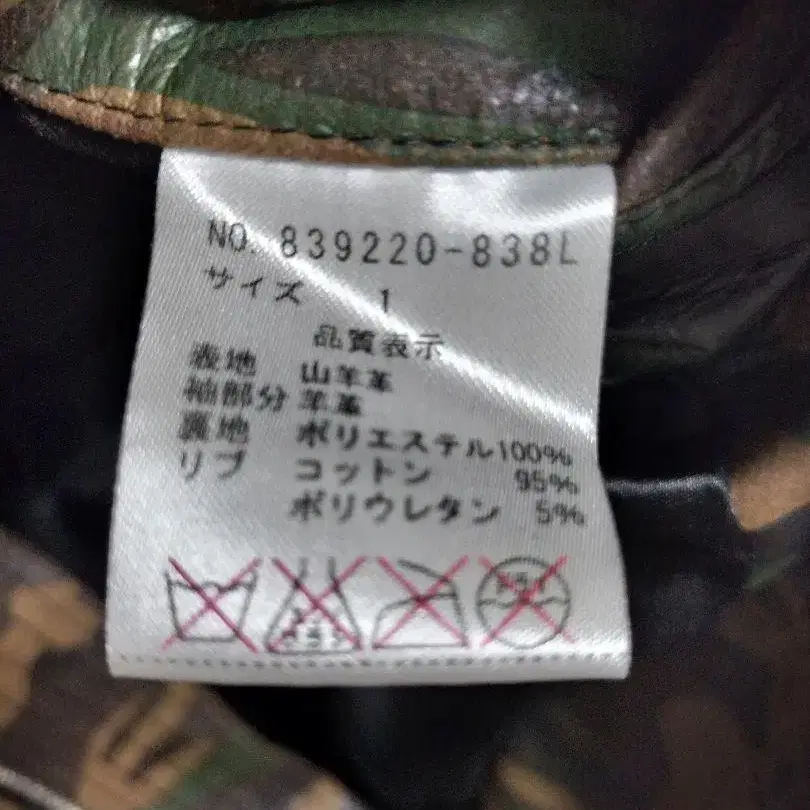 NO. 839220-838L
サイズ 1
品質表示
表地 山羊革
袖部分 羊革
裏地 ポリエステル100%
リブ コットン 95%
ポリウレタン 5%